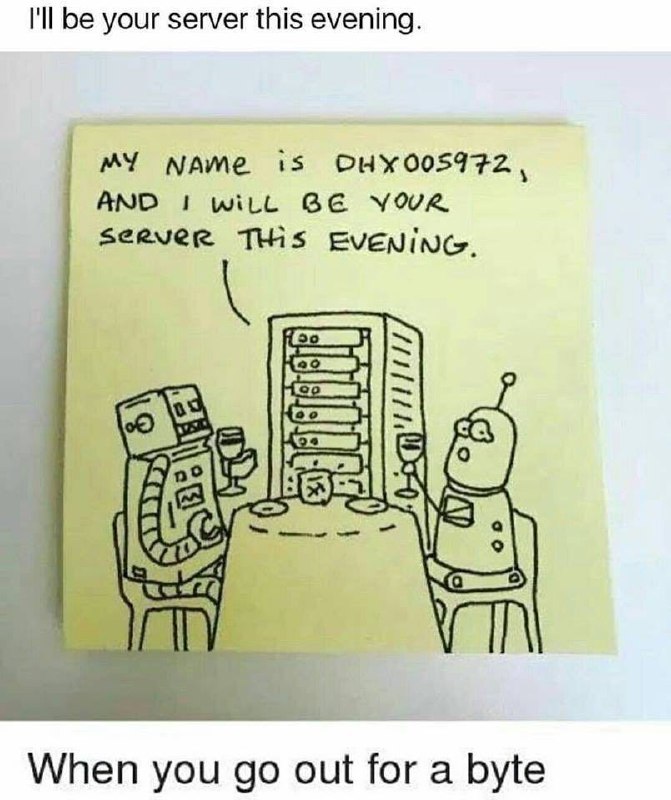 I'll be your server this evening.
MY NAME is DHX005972,
AND I WiLL BE YOUR
SERVER THiS EVENiNG.
When you go out for a byte